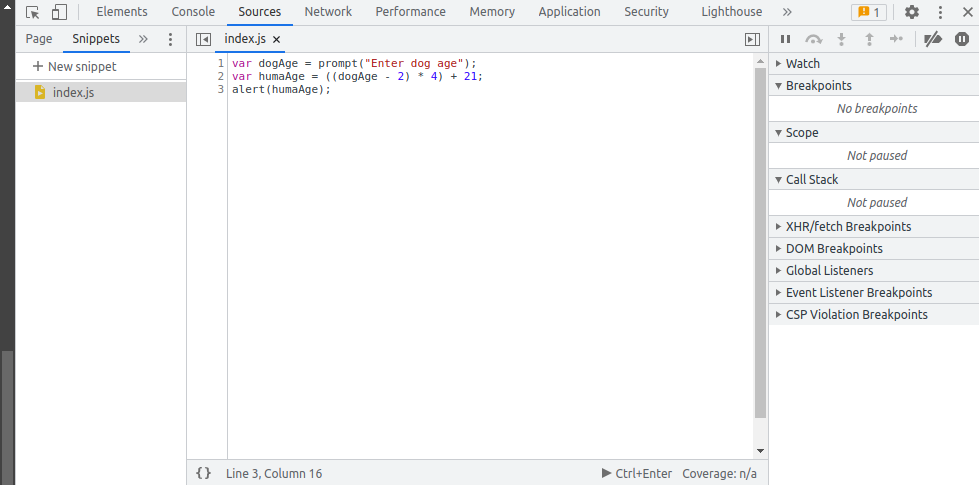 Elements Console Sources Network Performance Memory Application Security Lighthouse » 1
Page Snippets »
index.js ×
+ New snippet
index.js
1 var dogAge = prompt("Enter dog age");
2 var humaAge = ((dogAge - 2) * 4) + 21;
3 alert(humaAge);
Watch
Breakpoints
No breakpoints
Scope
Not paused
Call Stack
Not paused
XHR/fetch Breakpoints
DOM Breakpoints
Global Listeners
Event Listener Breakpoints
CSP Violation Breakpoints
{} Line 3, Column 16 Ctrl+Enter Coverage: n/a